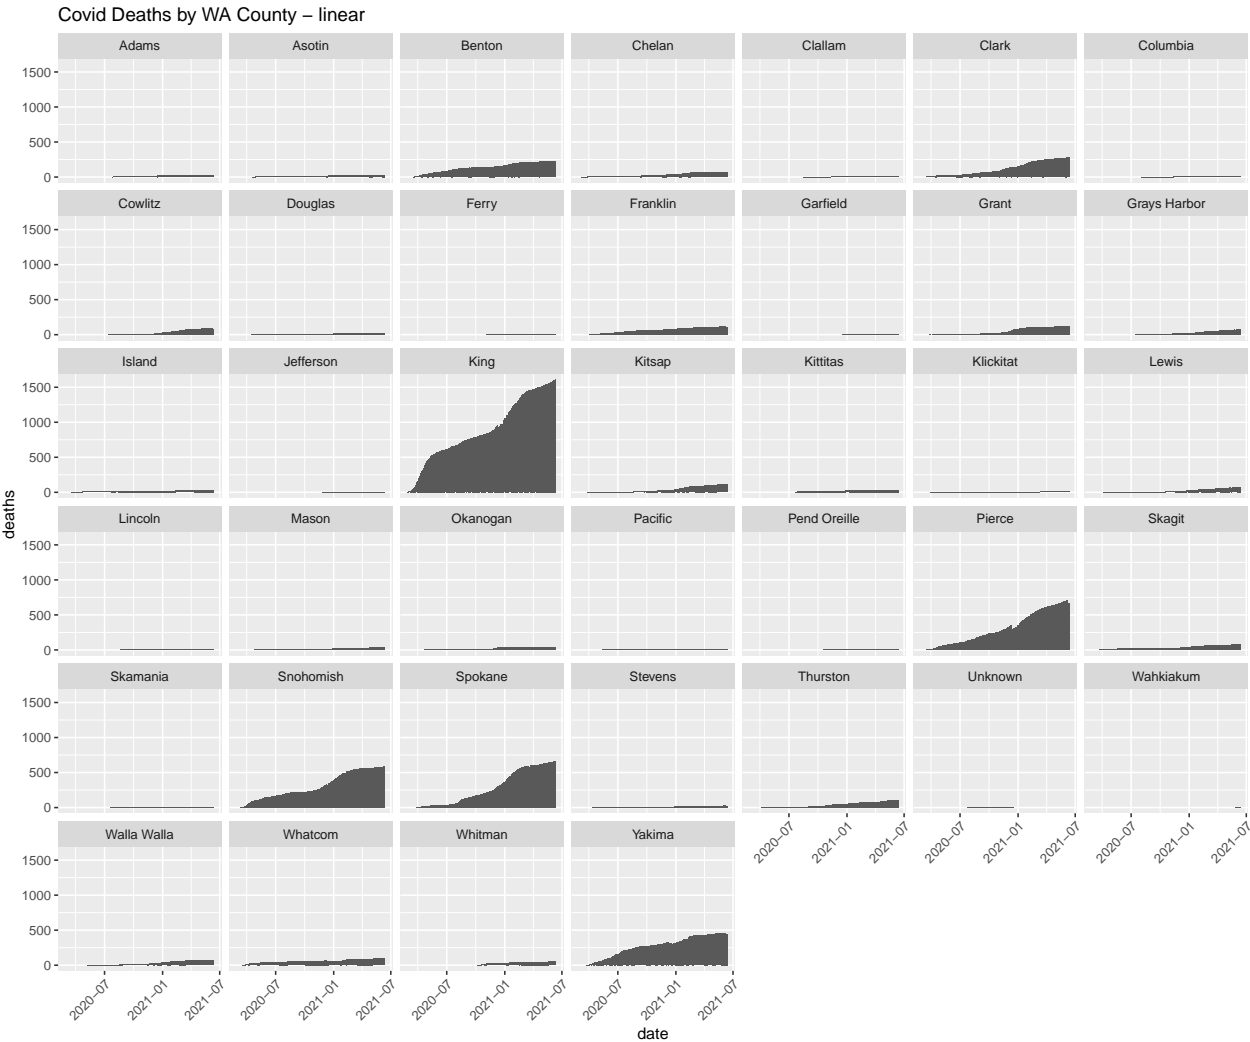 Covid Deaths by WA County – linear
Adams Asotin Benton Chelan Clallam Clark Columbia
1500
1000
500
0
Cowlitz Douglas Ferry Franklin Garfield Grant Grays Harbor
1500
1000
500
0
Island Jefferson King Kitsap Kittitas Klickitat Lewis
1500
1000
500
0
deaths
Lincoln Mason Okanogan Pacific Pend Oreille Pierce Skagit
1500
1000
500
0
Skamania Snohomish Spokane Stevens Thurston Unknown Wahkiakum
1500
1000
500
0
2020–07 2021–01 2021–07 2020–07 2021–01 2021–07 2020–07 2021–01 2021–07
Walla Walla Whatcom Whitman Yakima
1500
1000
500
0
2020–07 2021–01 2021–07 2020–07 2021–01 2021–07 2020–07 2021–01 2021–07 2020–07 2021–01 2021–07
date